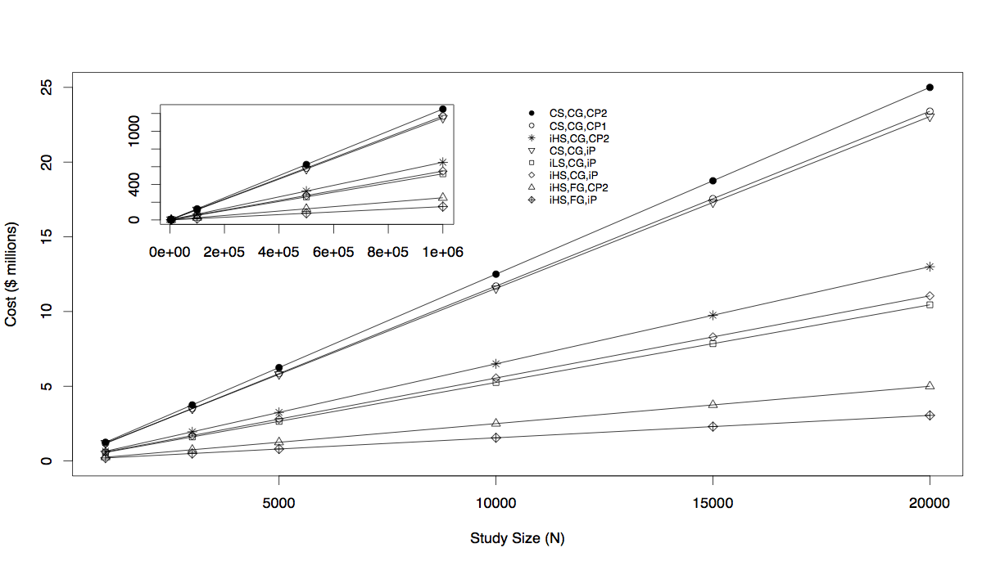 25
20
15
10
5
0
Cost ($ millions)
1000
400
0
0e+00 2e+05 4e+05 6e+05 8e+05 1e+06
CS,CG,CP2
CS,CG,CP1
iHS,CG,CP2
CS,CG,iP
iLS,CG,iP
iHS,CG,iP
iHS,FG,CP2
iHS,FG,iP
5000 10000 15000 20000
Study Size (N)